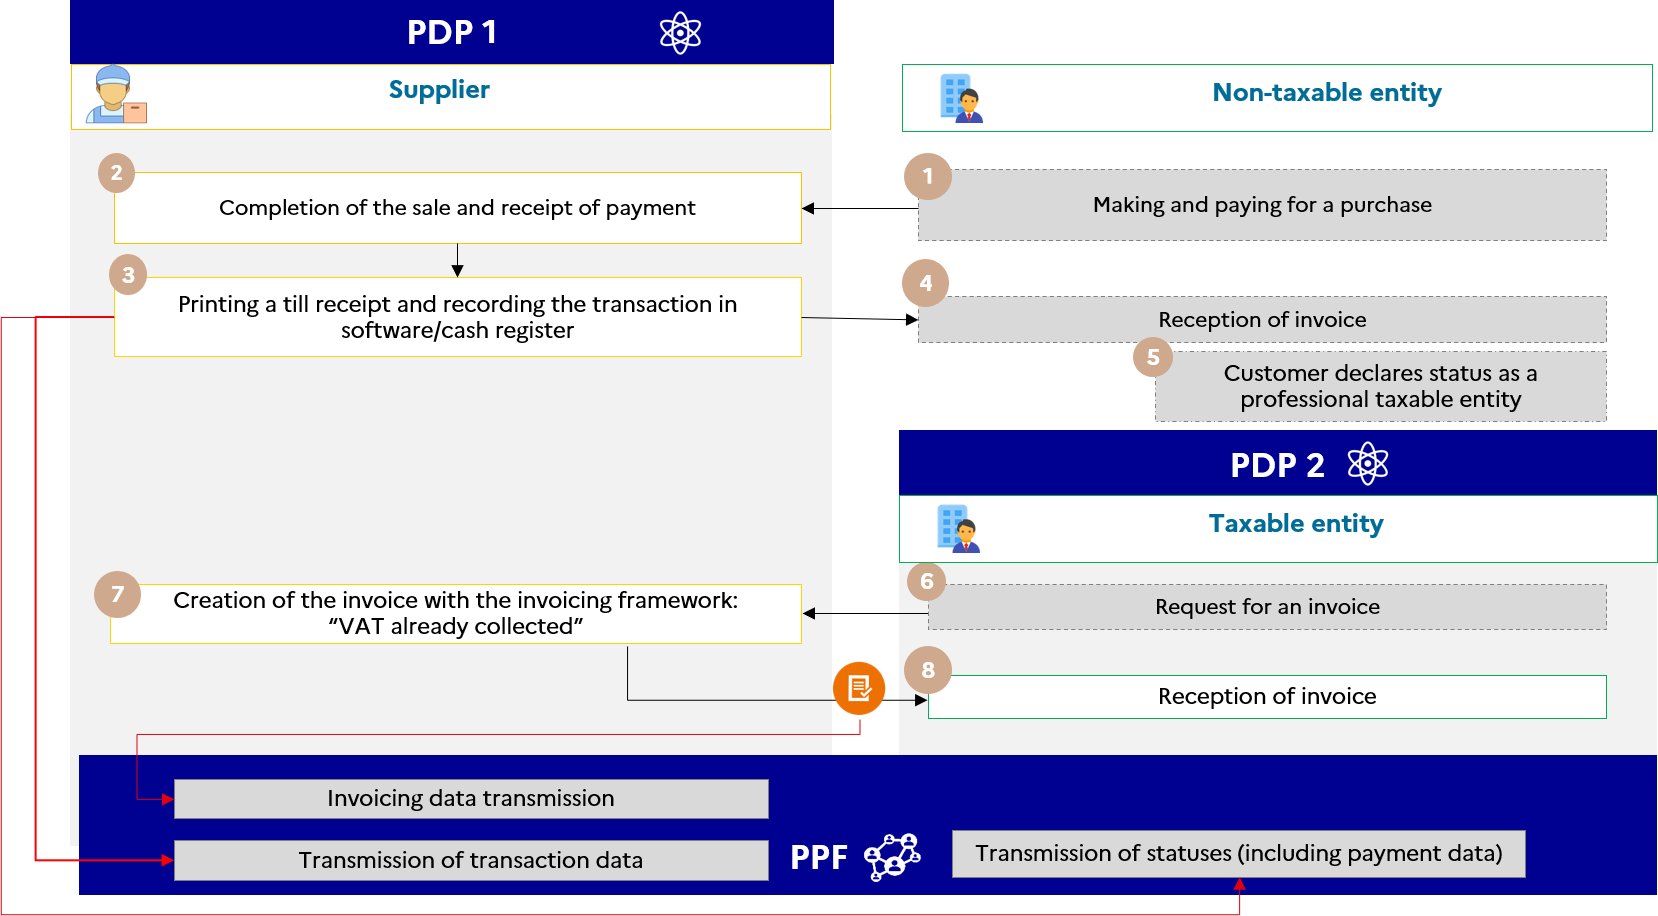 PDP 1
Supplier
Non-taxable entity
2
Completion of the sale and receipt of payment
1
Making and paying for a purchase
3
Printing a till receipt and recording the transaction in
software/cash register
4
Reception of invoice
5
Customer declares status as a
professional taxable entity
PDP 2
Taxable entity
7
Creation of the invoice with the invoicing framework:
“VAT already collected”
6
Request for an invoice
8
Reception of invoice
Invoicing data transmission
Transmission of transaction data
PPF
Transmission of statuses (including payment data)